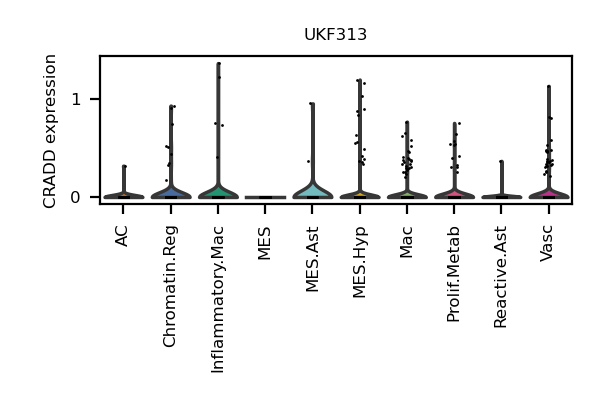 UKF313
CRADD expression
1
0
AC
Chromatin.Reg
Inflammatory.Mac
MES
MES.Ast
MES.Hyp
Mac
Prolif.Metab
Reactive.Ast
Vasc